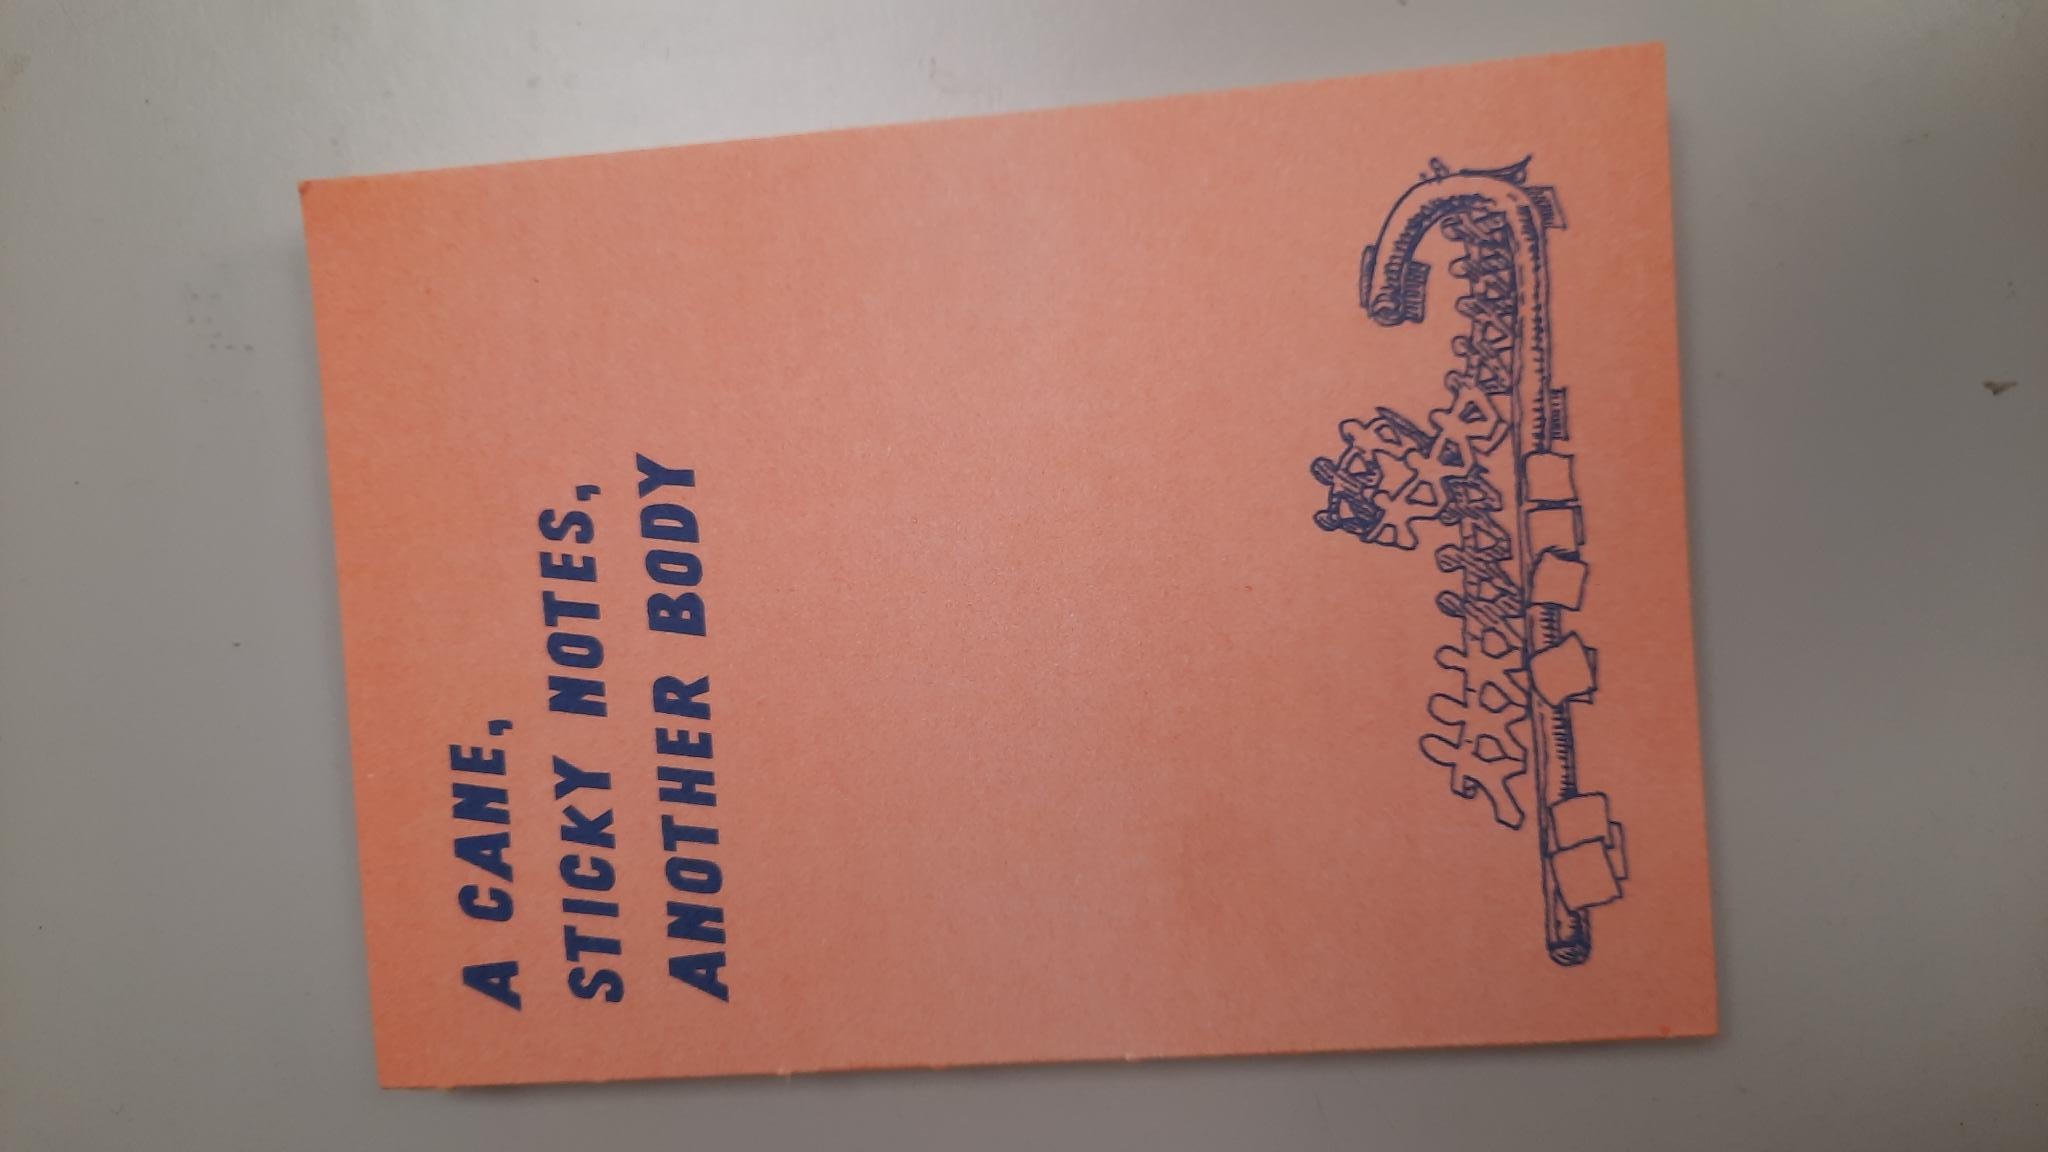 A CANE,
STICKY NOTES,
ANOTHER BODY